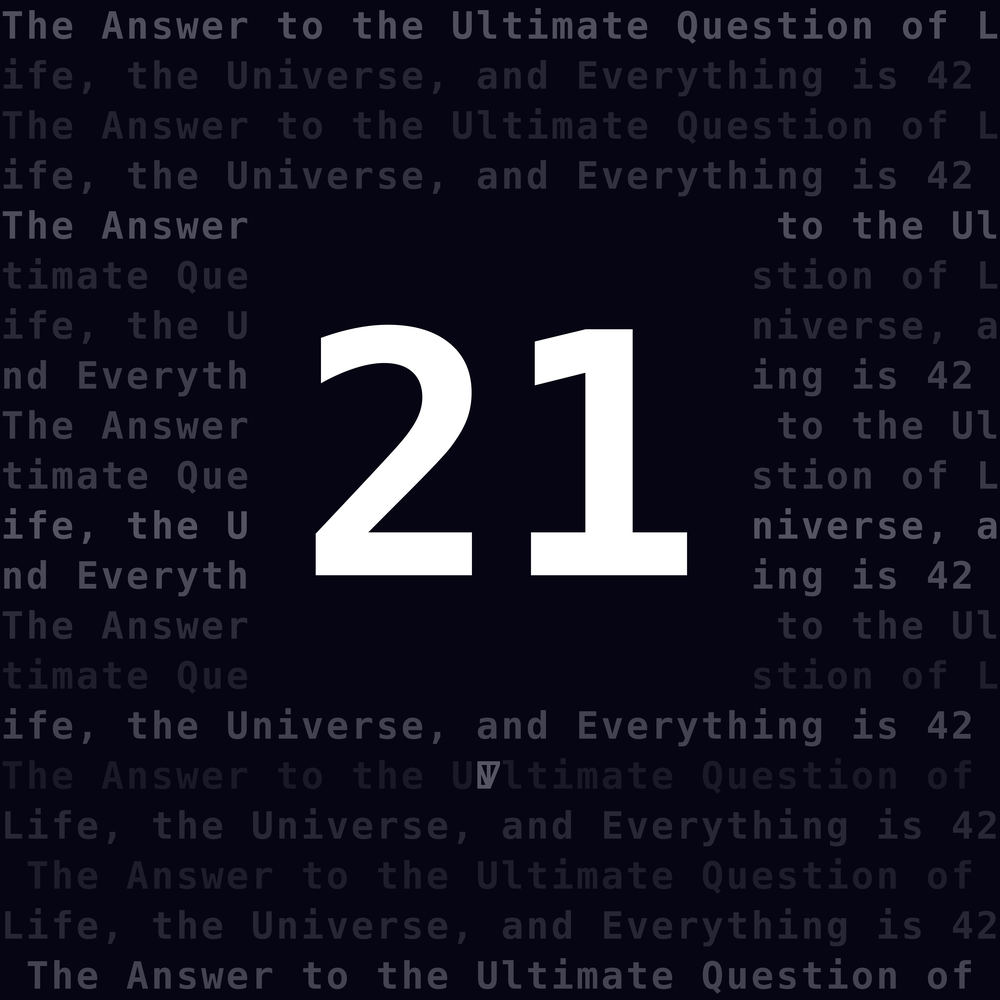 The Answer to the Ultimate Question of L
ife, the Universe, and Everything is 42
The Answer to the Ultimate Question of L
ife, the Universe, and Everything is 42
The Answer to the Ul
timate Que stion of L
ife, the U niverse, a
nd Everyth ing is 42
The Answer to the Ul
21
timate Que stion of L
ife, the U niverse, a
nd Everyth ing is 42
The Answer to the Ul
timate Que stion of L
ife, the Universe, and Everything is 42
The Answer to the Ultimate Question of
Life, the Universe, and Everything is 42
The Answer to the Ultimate Question of
Life, the Universe, and Everything is 42
The Answer to the Ultimate Question of